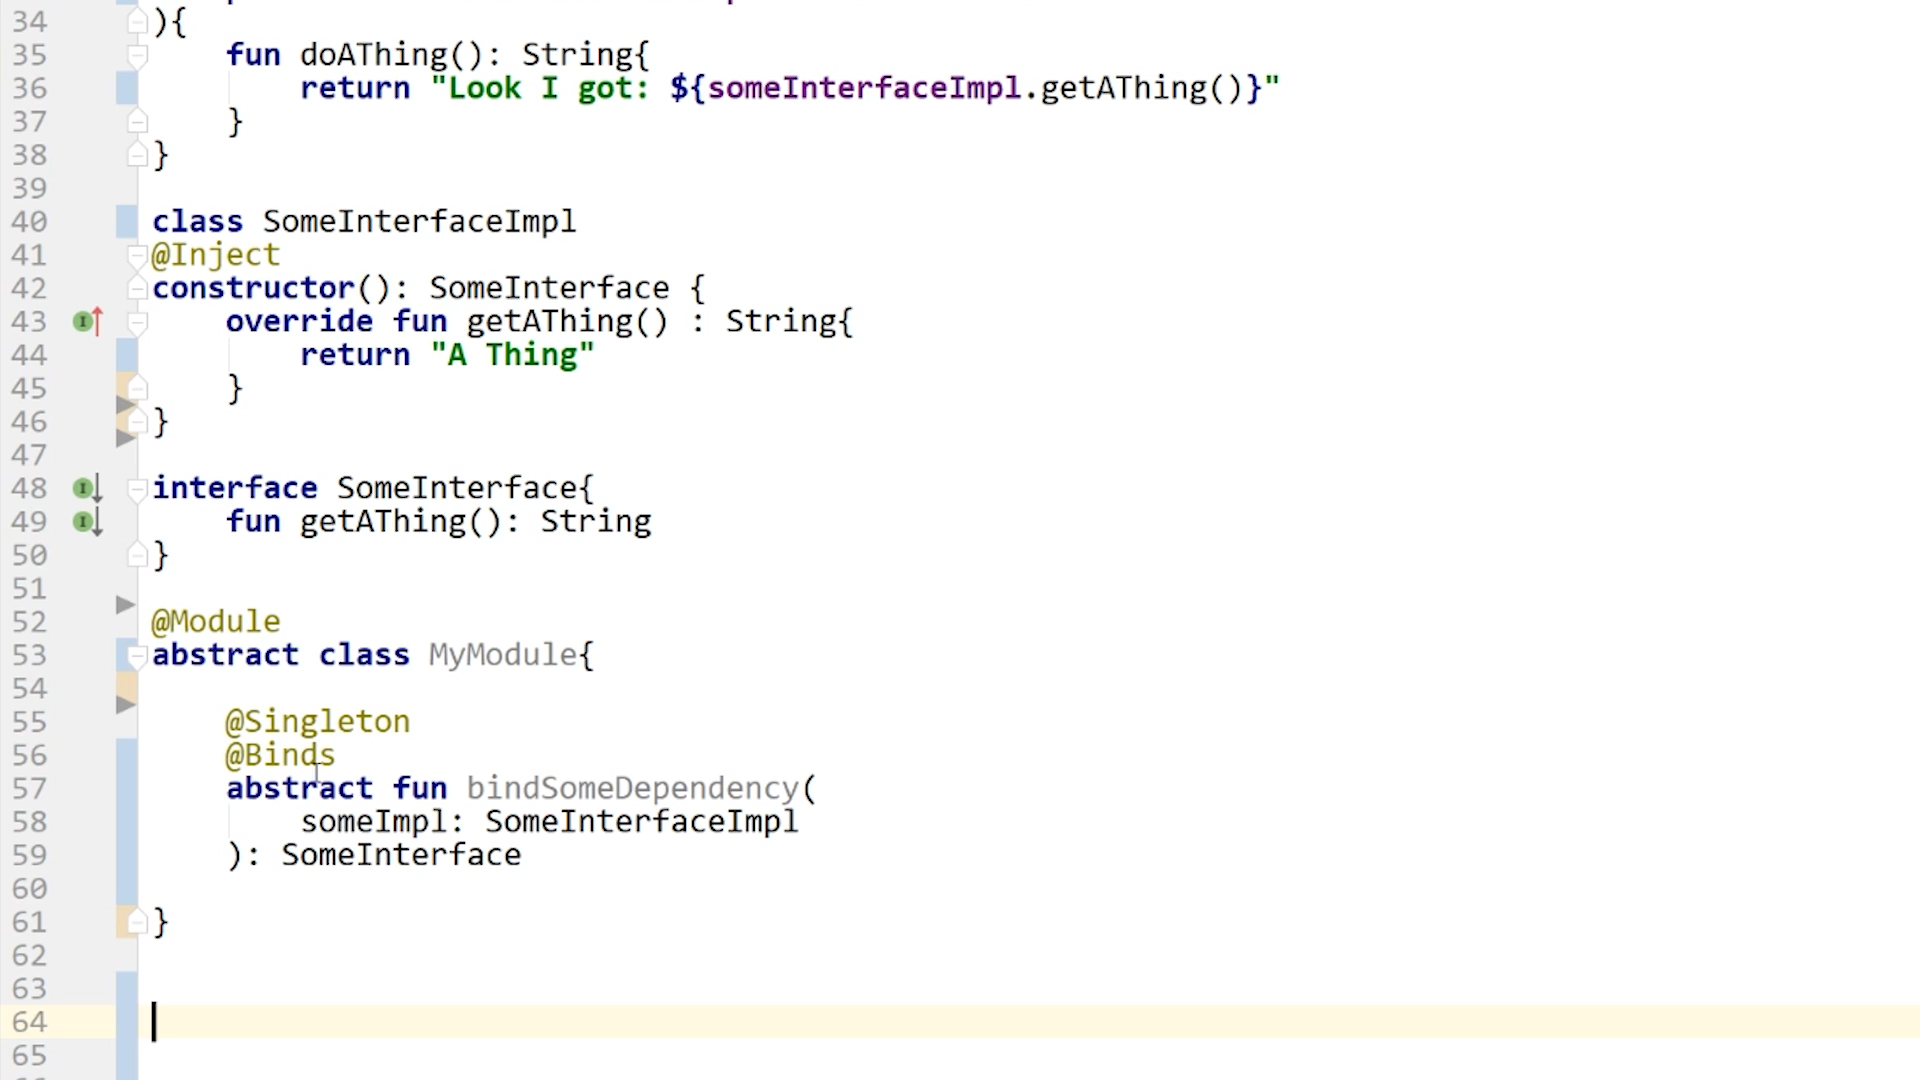 34 ){
35 fun doAThing(): String{
36 return "Look I got: ${someInterfaceImpl.getAThing()}"
37 }
38 }
39
40 class SomeInterfaceImpl
41 @Inject
42 constructor(): SomeInterface {
43 override fun getAThing() : String{
44 return "A Thing"
45 }
46 }
47
48 interface SomeInterface{
49 fun getAThing(): String
50 }
51
52 @Module
53 abstract class MyModule{
54
55 @Singleton
56 @Binds
57 abstract fun bindSomeDependency(
58 someImpl: SomeInterfaceImpl
59 ): SomeInterface
60
61 }
62
63
64
65